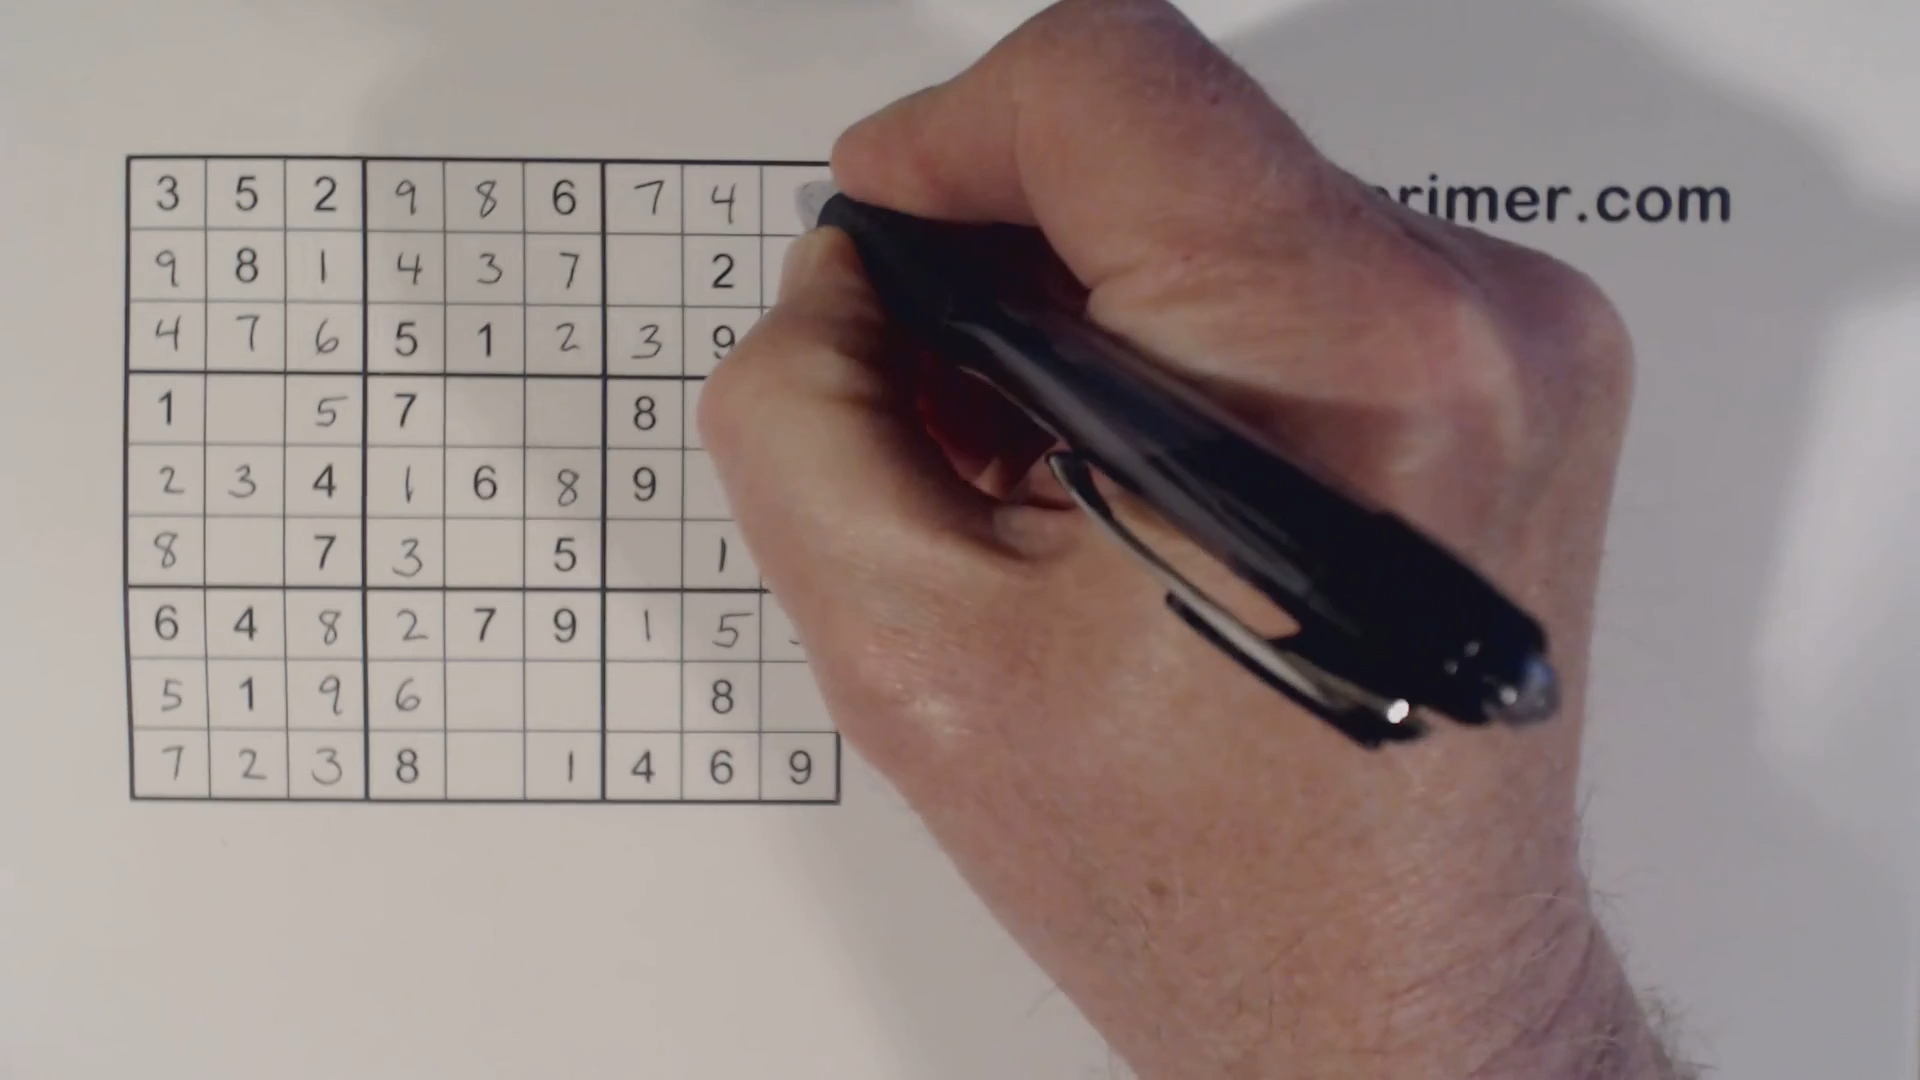 3 5 2 9 8 6 7 4
rimer.com
9 8 1 4 3 7 2
4 7 6 5 1 2 3 9
1 5 7 8
2 3 4 1 6 8 9
8 7 3 5 1
6 4 8 2 7 9 1 5
5 1 9 6 8
7 2 3 8 1 4 6 9